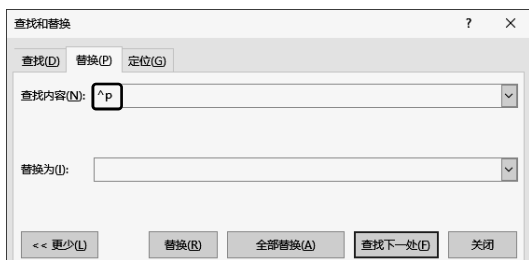 查找和替换 ? ×
查找(D) 替换(P) 定位(G)
查找内容(N): ^p
替换为(I):
<< 更少(L) 替换(R) 全部替换(A) 查找下一处(F) 关闭